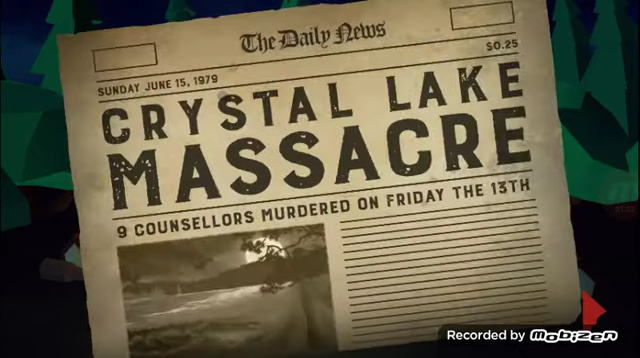 The Daily News
$0.25
SUNDAY JUNE 15, 1979
CRYSTAL LAKE
MASSACRE
9 COUNSELLORS MURDERED ON FRIDAY THE 13TH
Recorded by mobizen